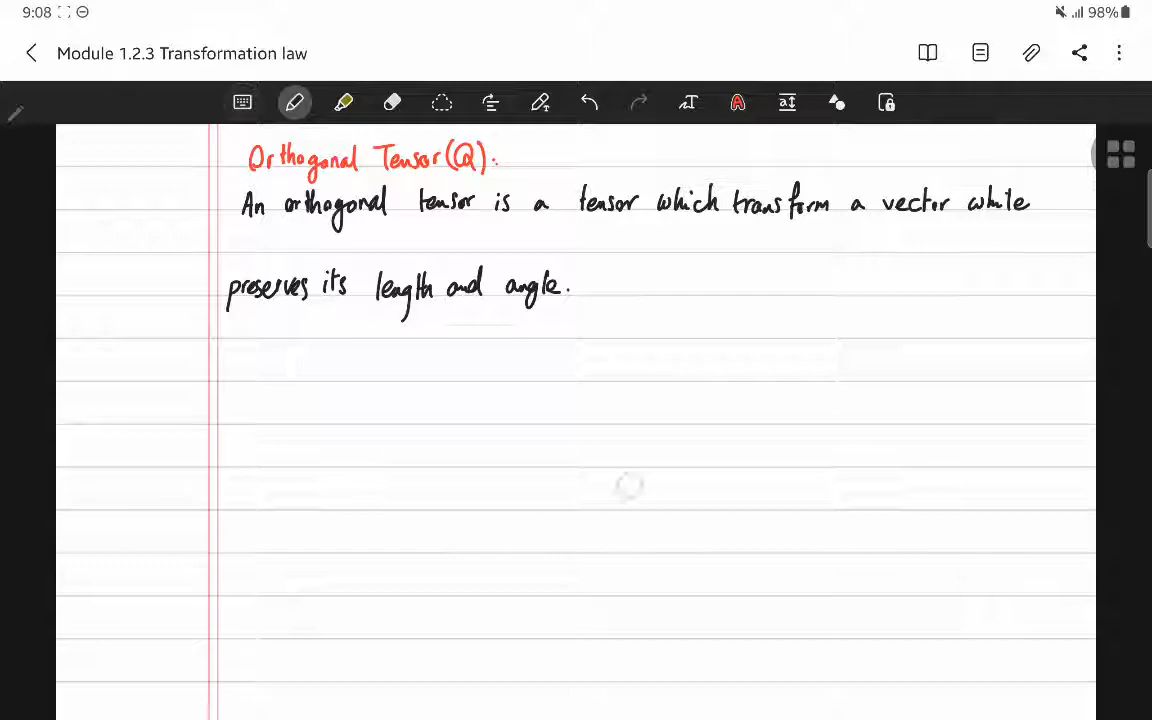 9:08 98%
Module 1.2.3 Transformation law
Orthogonal Tensor(Q):
An orthogonal tensor is a tensor which transform a vector while
preserves its length and angle.